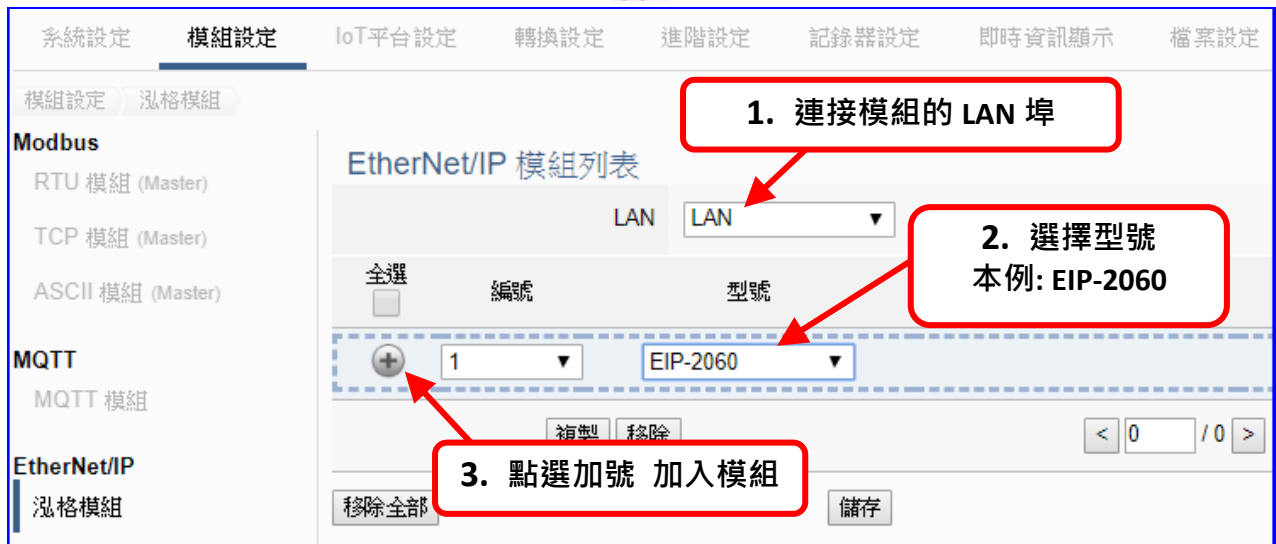 系統設定 模組設定 IoT平台設定 轉換設定 進階設定 記錄器設定 即時資訊顯示 檔案設定
模組設定 泓格模組
1. 連接模組的 LAN 埠
Modbus
RTU 模組 (Master)
TCP 模組 (Master)
ASCII 模組 (Master)
MQTT
MQTT 模組
EtherNet/IP
泓格模組
EtherNet/IP 模組列表
LAN LAN
2. 選擇型號
本例: EIP-2060
全選 編號 型號
1 EIP-2060
複製 移除 < 0 / 0 >
3. 點選加號 加入模組
移除全部 儲存